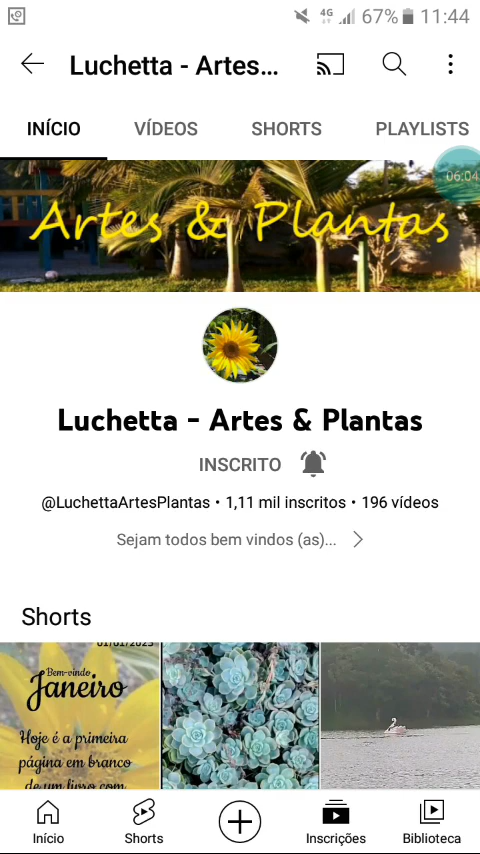 4G 67% 11:44
Luchetta - Artes...
INÍCIO VÍDEOS SHORTS PLAYLISTS
06:04
Artes & Plantas
Luchetta - Artes & Plantas
INSCRITO
@LuchettaArtesPlantas • 1,11 mil inscritos • 196 vídeos
Sejam todos bem vindos (as)...
Shorts
01/01/2023
Bem-vindo
Janeiro
Hoje é a primeira
página em branco
de um livro com
Início Shorts Inscrições Biblioteca